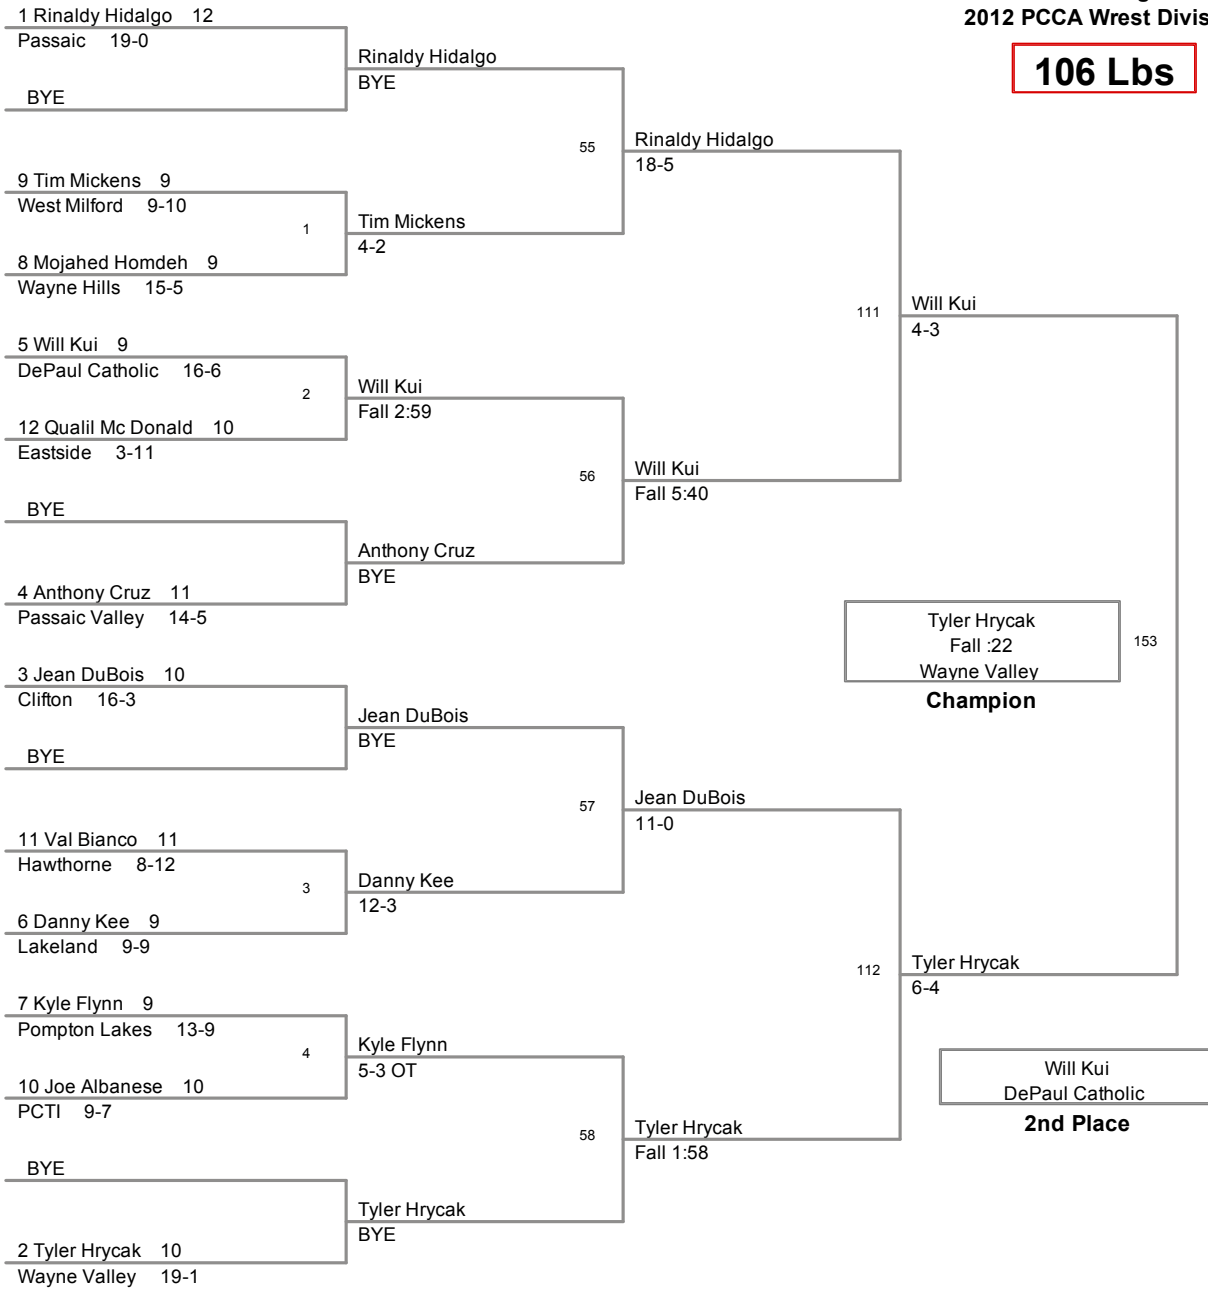 2012 PCCA Wrest Divis
106 Lbs
1 Rinaldy Hidalgo 12
Passaic 19-0
BYE
9 Tim Mickens 9
West Milford 9-10
1
8 Mojahed Homdeh 9
Wayne Hills 15-5
5 Will Kui 9
DePaul Catholic 16-6
2
12 Qualil Mc Donald 10
Eastside 3-11
BYE
4 Anthony Cruz 11
Passaic Valley 14-5
3 Jean DuBois 10
Clifton 16-3
BYE
11 Val Bianco 11
Hawthorne 8-12
3
6 Danny Kee 9
Lakeland 9-9
7 Kyle Flynn 9
Pompton Lakes 13-9
4
10 Joe Albanese 10
PCTI 9-7
BYE
2 Tyler Hrycak 10
Wayne Valley 19-1
Rinaldy Hidalgo
BYE
55
Tim Mickens
4-2
Will Kui
Fall 2:59
56
Anthony Cruz
BYE
Jean DuBois
BYE
57
Danny Kee
12-3
Kyle Flynn
5-3 OT
58
Tyler Hrycak
BYE
Rinaldy Hidalgo
18-5
111
Will Kui
Fall 5:40
Jean DuBois
11-0
112
Tyler Hrycak
Fall 1:58
Will Kui
4-3
153
Tyler Hrycak
6-4
Tyler Hrycak
Fall :22
Wayne Valley
Champion
Will Kui
DePaul Catholic
2nd Place